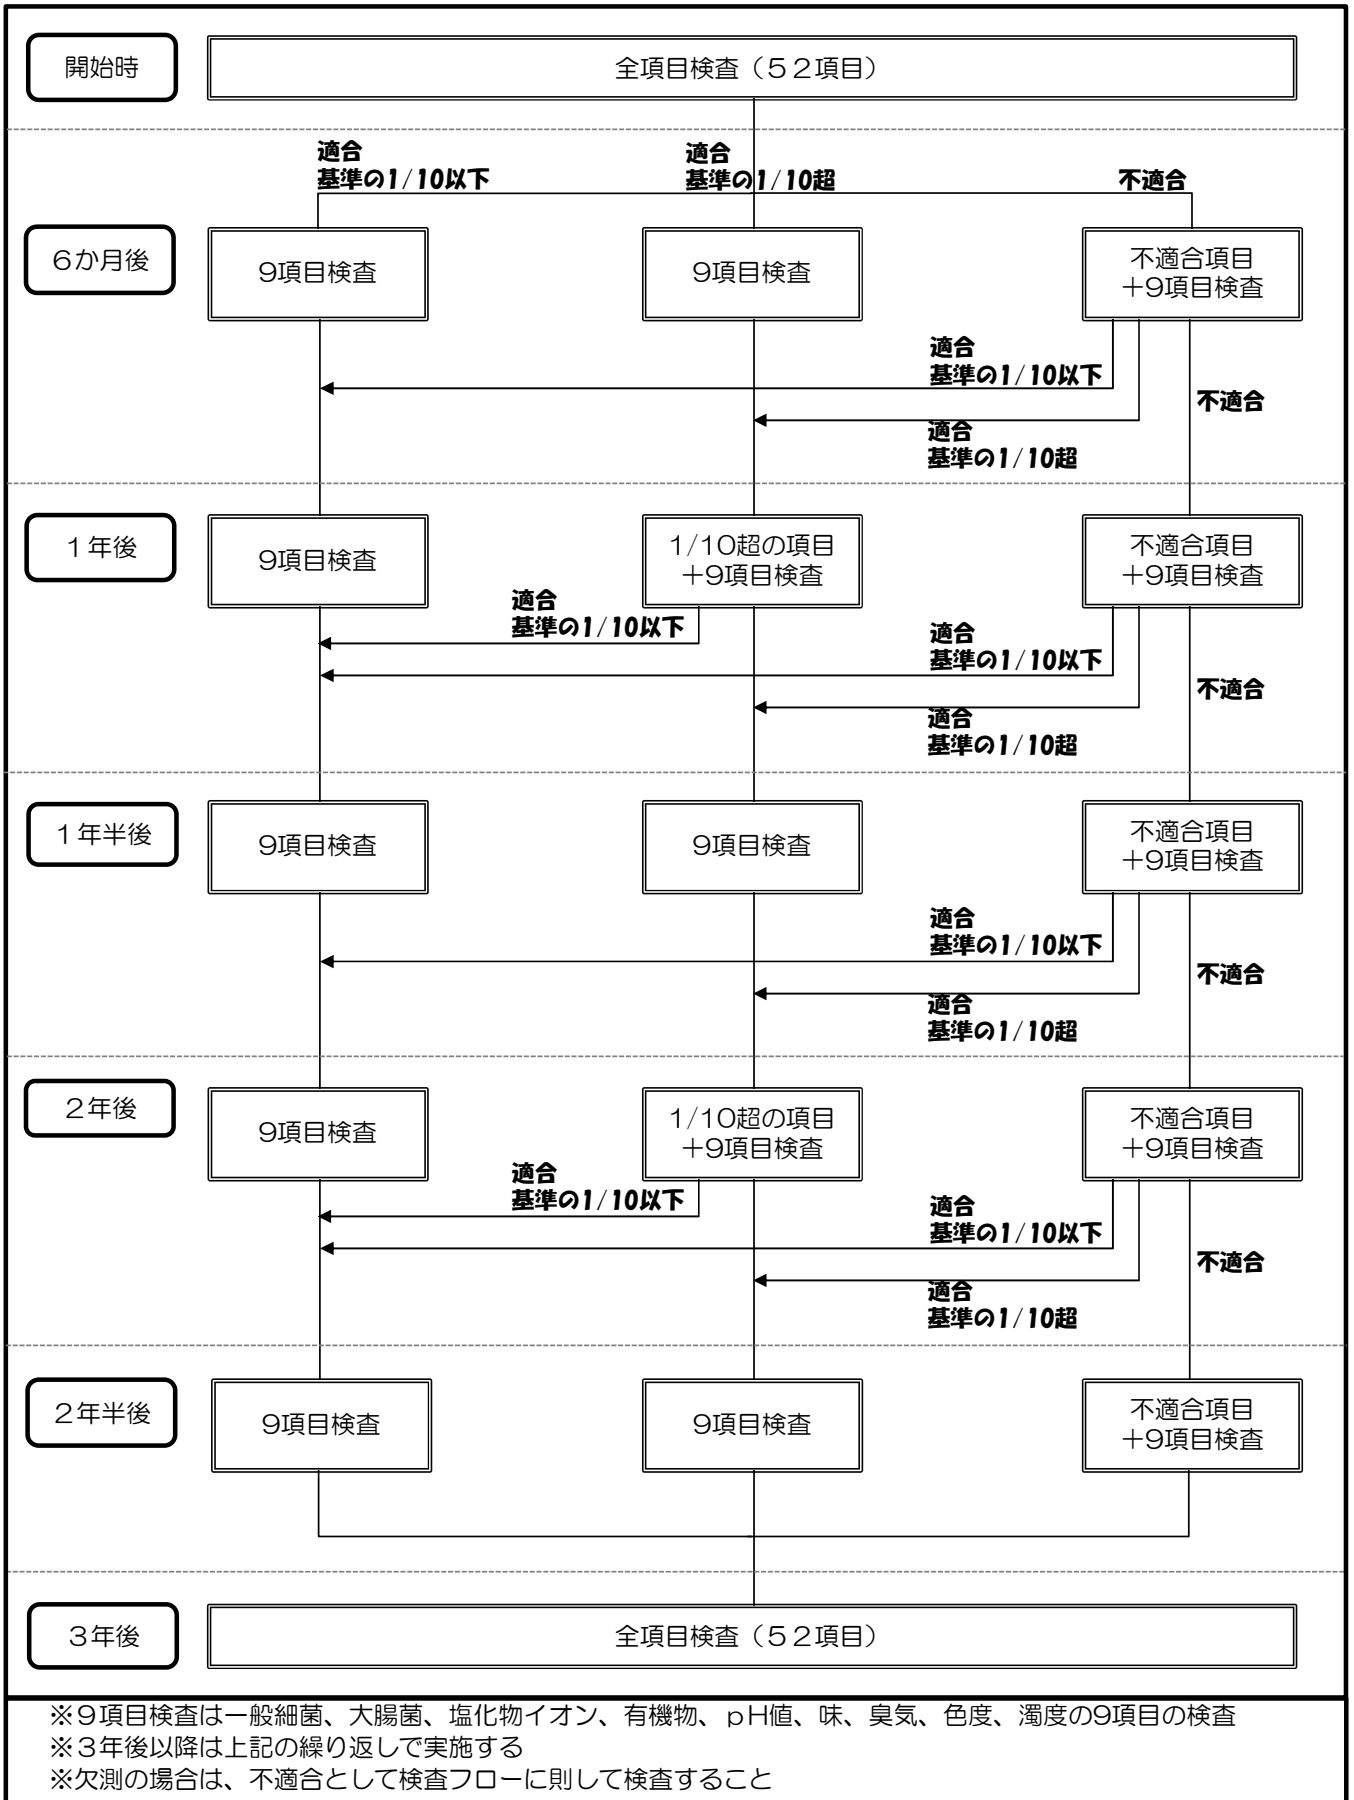 開始時
全項目検査（５２項目）
適合
基準の1/10以下
適合
基準の1/10超
不適合
６か月後
9項目検査
9項目検査
不適合項目
＋9項目検査
適合
基準の1/10以下
不適合
適合
基準の1/10超
１年後
9項目検査
1/10超の項目
＋9項目検査
不適合項目
＋9項目検査
適合
基準の1/10以下
適合
基準の1/10以下
不適合
適合
基準の1/10超
１年半後
9項目検査
9項目検査
不適合項目
＋9項目検査
適合
基準の1/10以下
不適合
適合
基準の1/10超
２年後
9項目検査
1/10超の項目
＋9項目検査
不適合項目
＋9項目検査
適合
基準の1/10以下
適合
基準の1/10以下
不適合
適合
基準の1/10超
２年半後
9項目検査
9項目検査
不適合項目
＋9項目検査
３年後
全項目検査（５２項目）
※９項目検査は一般細菌、大腸菌、塩化物イオン、有機物、ｐH値、味、臭気、色度、濁度の9項目の検査
※３年後以降は上記の繰り返しで実施する
※欠測の場合は、不適合として検査フローに則して検査すること